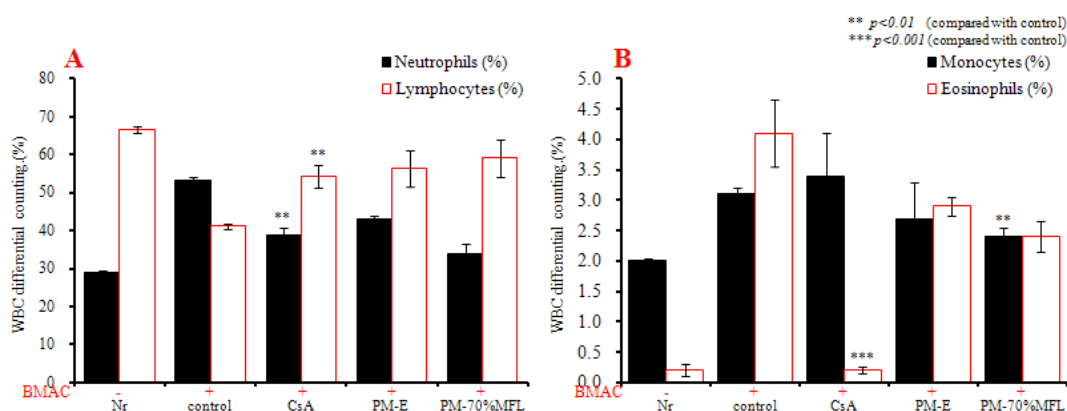 ** p<0.01 (compared with control)
*** p<0.001 (compared with control)
A
Neutrophils (%)
Lymphocytes (%)
WBC differential counting.(%)
80
70
60
50
40
30
20
10
0
**
**
BMAC - + + + +
Nr control CsA PM-E PM-70%MFL
B
Monocytes (%)
Eosinophils (%)
WBC differential counting.(%)
5.0
4.5
4.0
3.5
3.0
2.5
2.0
1.5
1.0
0.5
0.0
***
**
BMAC - + + + +
Nr control CsA PM-E PM-70%MFL